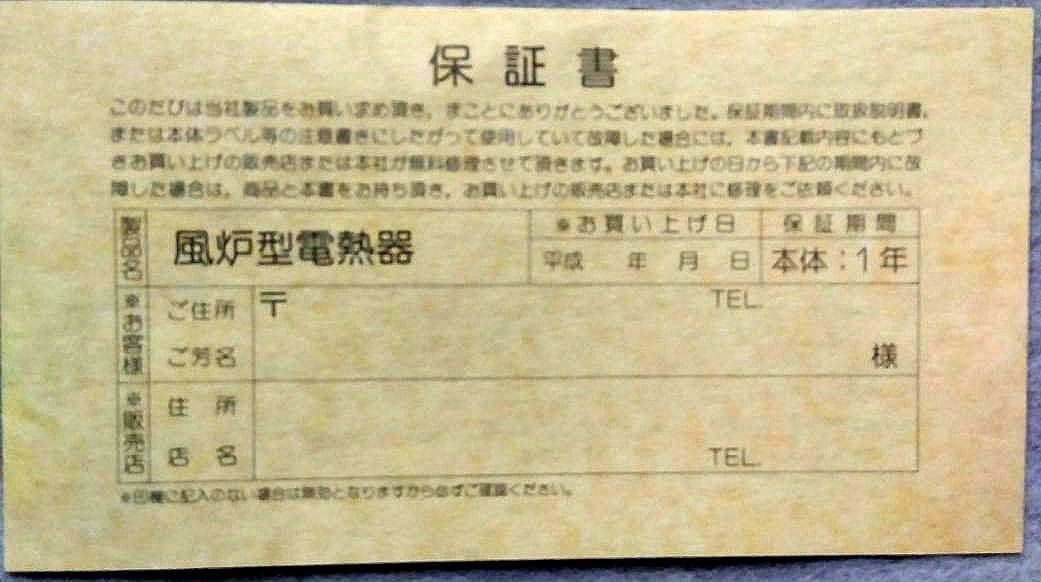 保証書
このたびは当社製品をお買い求め頂き、まことにありがとうございました。保証期間内に取扱説明書、
または本体ラベル等の注意書きにしたがって使用していて故障した場合には、本書記載内容にもとづ
きお買い上げの販売店または本社が無料修理させて頂きます。お買い上げの日から下記の期間内に故
障した場合は、商品と本書をお持ち頂き、お買い上げの販売店または本社に修理をご依頼ください。
製品名 風炉型電熱器
※お買い上げ日 保証期間
平成 年 月 日 本体：1年
※お客様
ご住所 〒 TEL.
ご芳名 様
※販売店
住所
店名 TEL.
※印欄に記入のない場合は無効となりますから必ずご確認ください。